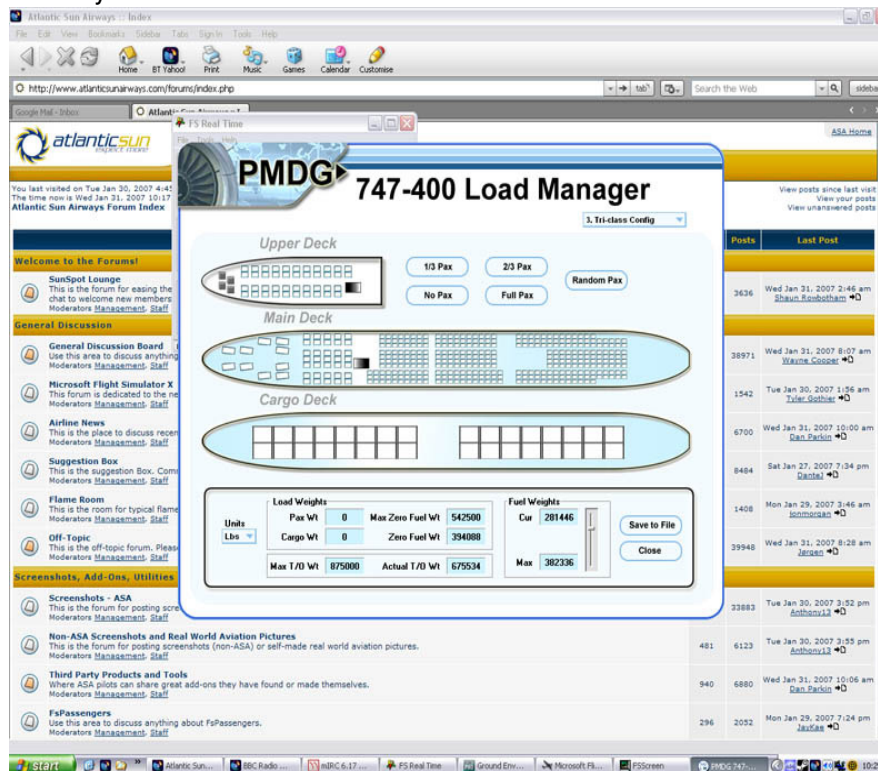 Atlantic Sun Airways :: Index
File Edit View Bookmarks Sidebar Tabs Sign In Tools Help
Home BT Yahoo! Print Music Games Calendar Customise
http://www.atlanticsunairways.com/forums/index.php
tab
Search the Web
Google Mail - Inbox
FS Real Time
File Tools Help
atlanticsun
expect more
ASA Home
PMDG
747-400 Load Manager
3. Tri-class Config
You last visited on Tue Jan 30, 2007 4:45
The time now is Wed Jan 31, 2007 10:17
Atlantic Sun Airways Forum Index
View posts since last visit
View your posts
View unanswered posts
Posts Last Post
Upper Deck
1/3 Pax 2/3 Pax
No Pax Full Pax
Random Pax
Main Deck
Cargo Deck
Welcome to the Forums!
SunSpot Lounge
This is the forum for easing the
chat to welcome new members
Moderators Management, Staff
3636
Wed Jan 31, 2007 2:46 am
Shaun Rowbotham
General Discussion
General Discussion Board
Use this area to discuss anything
Moderators Management, Staff
38971
Wed Jan 31, 2007 8:07 am
Wayne Cooper
Microsoft Flight Simulator X
This forum is dedicated to the ne
Moderators Management, Staff
1542
Tue Jan 30, 2007 1:56 am
Tyler Gothier
Airline News
This is the place to discuss recen
Moderators Management, Staff
6700
Wed Jan 31, 2007 10:00 am
Dan Parkin
Suggestion Box
This is the suggestion Box. Com
Moderators Management, Staff
8484
Sat Jan 27, 2007 7:34 pm
DanteJ
Flame Room
This is the room for typical flame
Moderators Management, Staff
1408
Mon Jan 29, 2007 3:46 am
jonmorgan
Off-Topic
This is the off-topic forum. Pleas
Moderators Management, Staff
39948
Wed Jan 31, 2007 8:28 am
Jørgen
Units
Lbs
Load Weights
Pax Wt 0 Max Zero Fuel Wt 542500
Cargo Wt 0 Zero Fuel Wt 394088
Max T/O Wt 875000 Actual T/O Wt 675534
Fuel Weights
Cur 281446
Max 382336
Save to File
Close
Screenshots, Add-Ons, Utilities
Screenshots - ASA
This is the forum for posting scre
Moderators Management, Staff
33883
Tue Jan 30, 2007 3:52 pm
Anthony13
Non-ASA Screenshots and Real World Aviation Pictures
This is the forum for posting screenshots (non-ASA) or self-made real world aviation pictures.
Moderators Management, Staff
481 6123
Tue Jan 30, 2007 3:55 pm
Anthony13
Third Party Products and Tools
Where ASA pilots can share great add-ons they have found or made themselves.
Moderators Management, Staff
940 6880
Wed Jan 31, 2007 10:06 am
Dan Parkin
FsPassengers
Use this area to discuss anything about FsPassengers.
Moderators Management, Staff
296 2052
Mon Jan 29, 2007 7:24 pm
JayKae
start Atlantic Sun... BBC Radio ... mIRC 6.17 ... FS Real Time Ground Env... Microsoft Fli... FSScreen PMDG 747-... 10:2